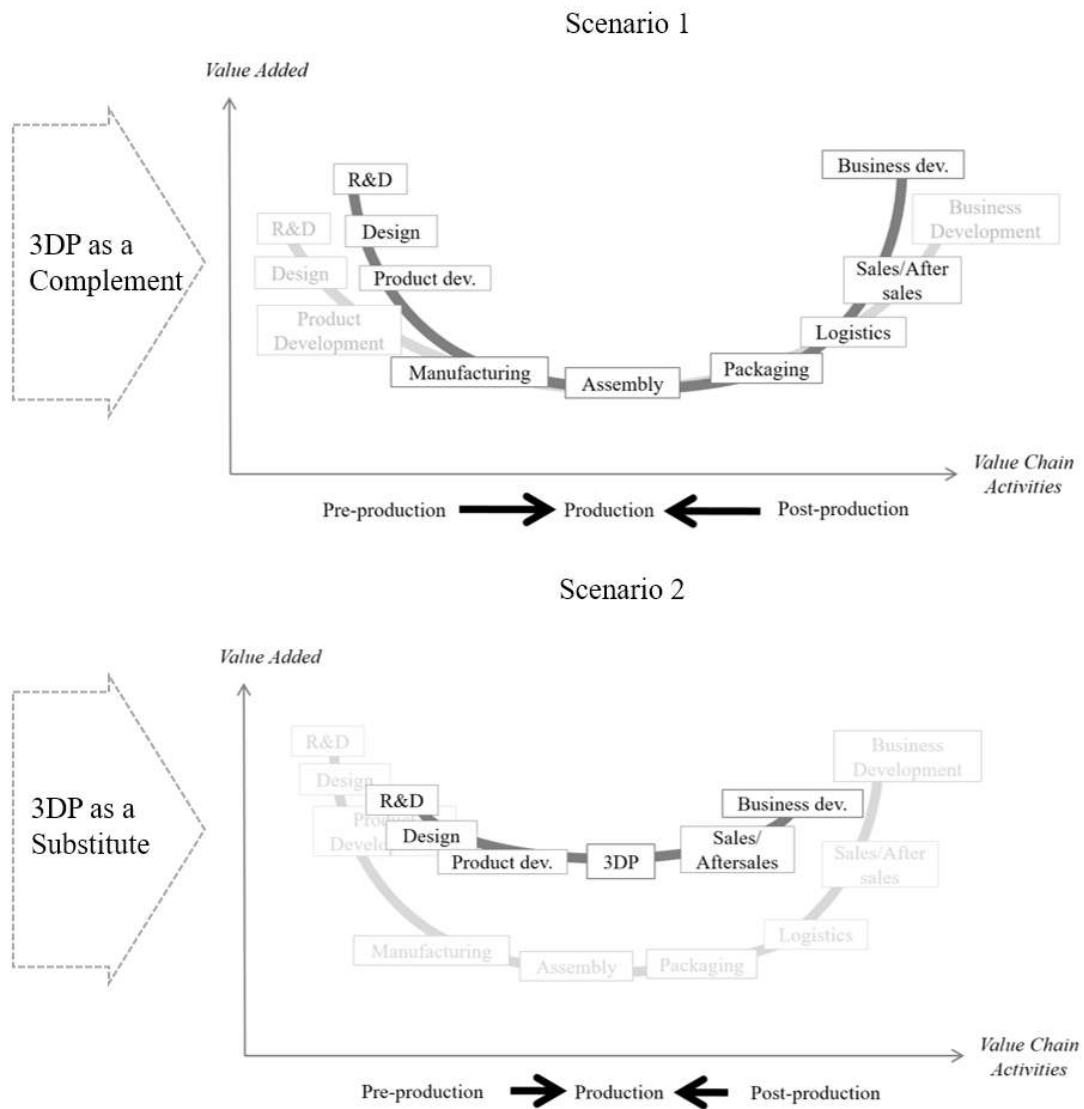 Scenario 1
Value Added
3DP as a
Complement
R&D
Design
Product dev.
R&D
Design
Product
Development
Manufacturing
Assembly
Packaging
Logistics
Sales/After
sales
Business dev.
Business
Development
Value Chain
Activities
Pre-production
Production
Post-production
Scenario 2
Value Added
3DP as a
Substitute
R&D
Design
Product
Development
R&D
Design
Product dev.
3DP
Sales/
Aftersales
Business dev.
Business
Development
Sales/After
sales
Logistics
Manufacturing
Assembly
Packaging
Value Chain
Activities
Pre-production
Production
Post-production